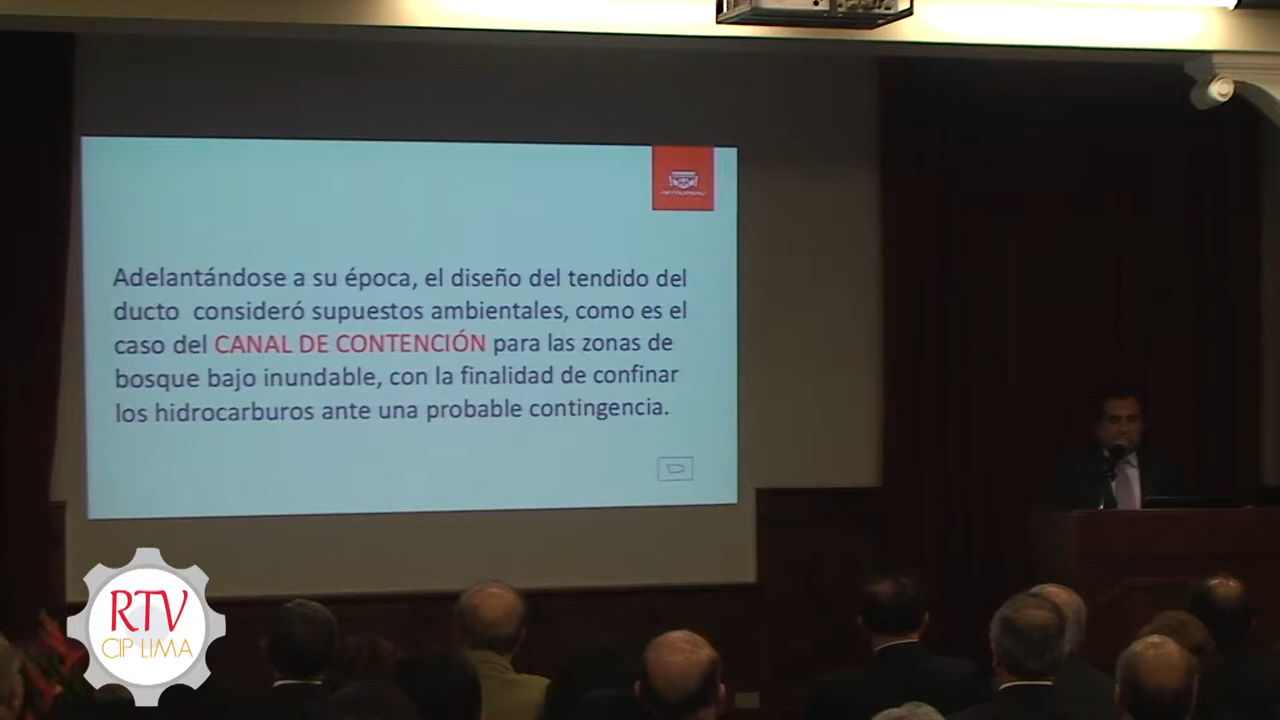 PETROPERU
Adelantándose a su época, el diseño del tendido del
ducto consideró supuestos ambientales, como es el
caso del CANAL DE CONTENCIÓN para las zonas de
bosque bajo inundable, con la finalidad de confinar
los hidrocarburos ante una probable contingencia.
RTV
CIP LIMA